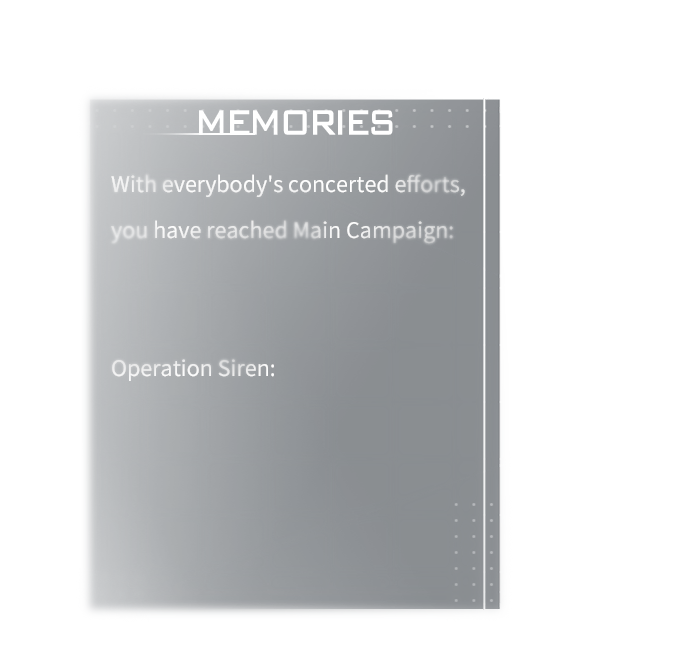 MEMORIES
With everybody's concerted efforts,
you have reached Main Campaign:
Operation Siren: